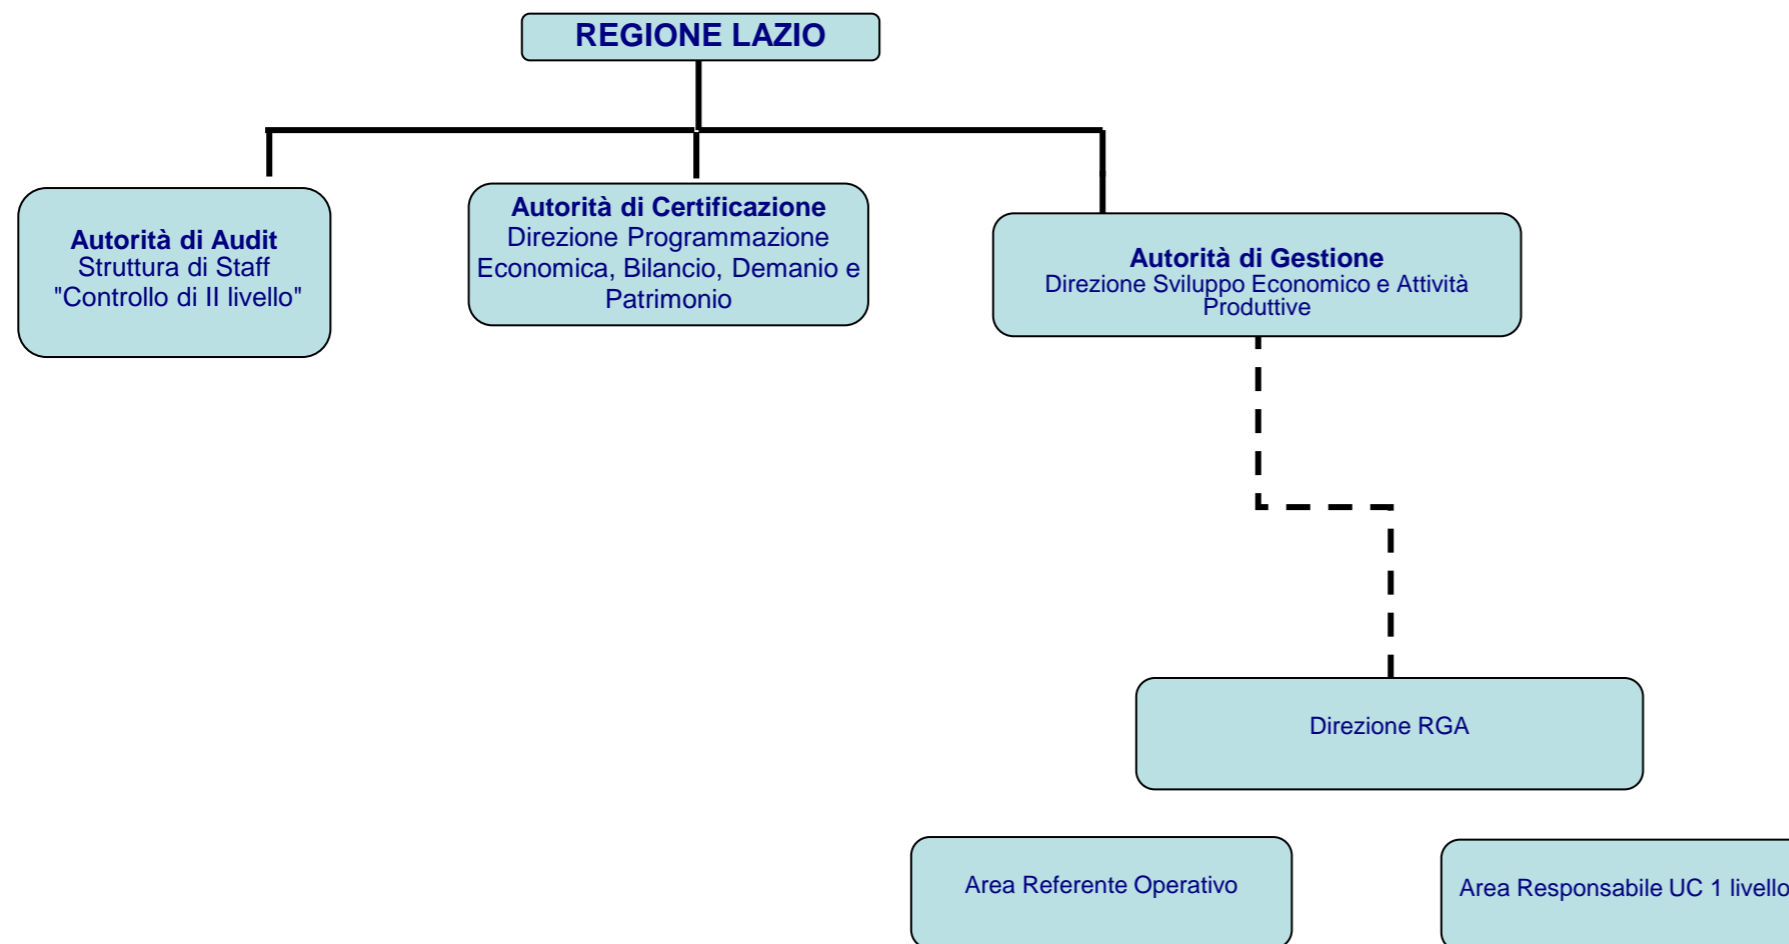 REGIONE LAZIO
Autorità di Audit
Struttura di Staff
"Controllo di II livello"
Autorità di Certificazione
Direzione Programmazione
Economica, Bilancio, Demanio e
Patrimonio
Autorità di Gestione
Direzione Sviluppo Economico e Attività
Produttive
Direzione RGA
Area Referente Operativo
Area Responsabile UC 1 livello